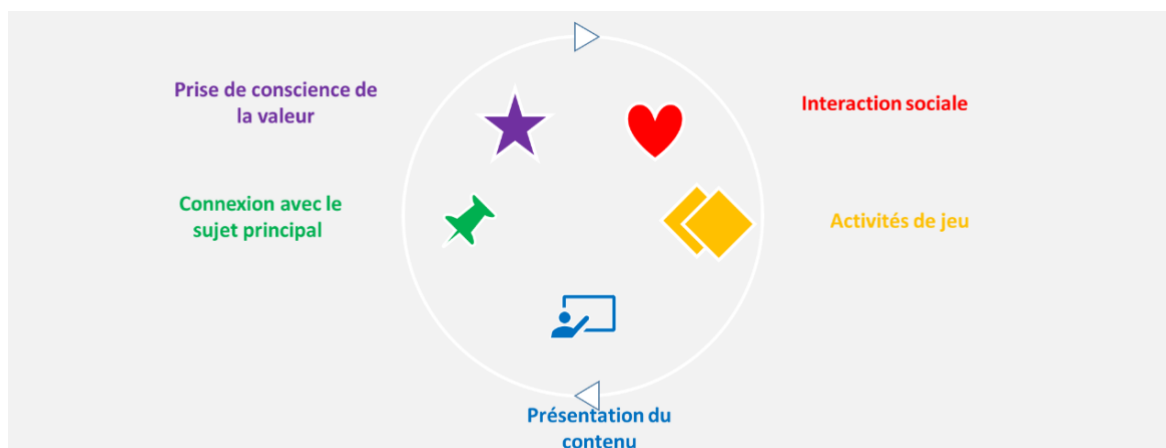 Prise de conscience de
la valeur
Interaction sociale
Connexion avec le
sujet principal
Activités de jeu
Présentation du
contenu